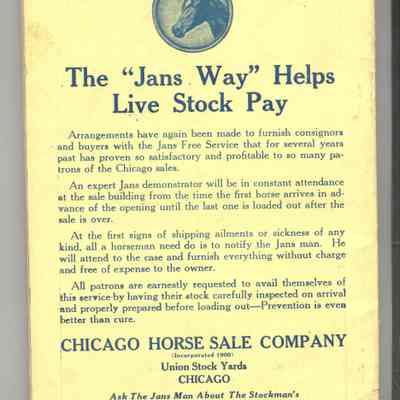 The "Jans Way" Helps
Live Stock Pay
Arrangements have again been made to furnish consignors
and buyers with the Jans Free Service that for several years
past has proven so satisfactory and profitable to so many pa-
trons of the Chicago sales.
An expert Jans demonstrator will be in constant attendance
at the sale building from the time the first horse arrives in ad-
vance of the opening until the last one is loaded out after the
sale is over.
At the first signs of shipping ailments or sickness of any
kind, all a horseman need do is to notify the Jans man. He
will attend to the case and furnish everything without charge
and free of expense to the owner.
All patrons are earnestly requested to avail themselves of
this service by having their stock carefully inspected on arrival
and properly prepared before loading out—Prevention is even
better than cure.
CHICAGO HORSE SALE COMPANY
(Incorporated 1900)
Union Stock Yards
CHICAGO
Ask The Jans Man About The Stockman's